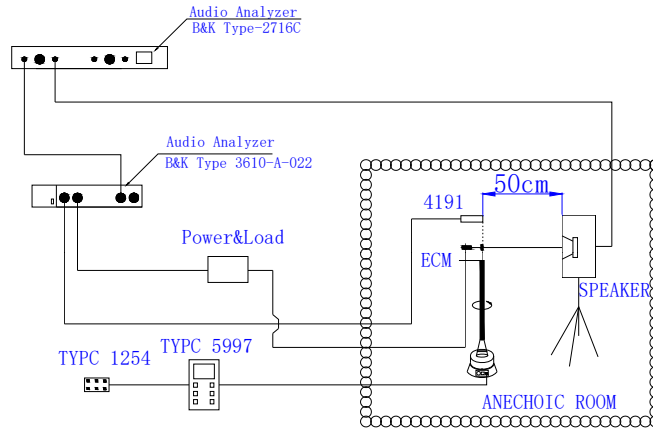 Audio Analyzer
B&K Type-2716C
Audio Analyzer
B&K Type 3610-A-022
50cm
4191
Power&Load
ECM
SPEAKER
TYPC 1254
TYPC 5997
ANECHOIC ROOM